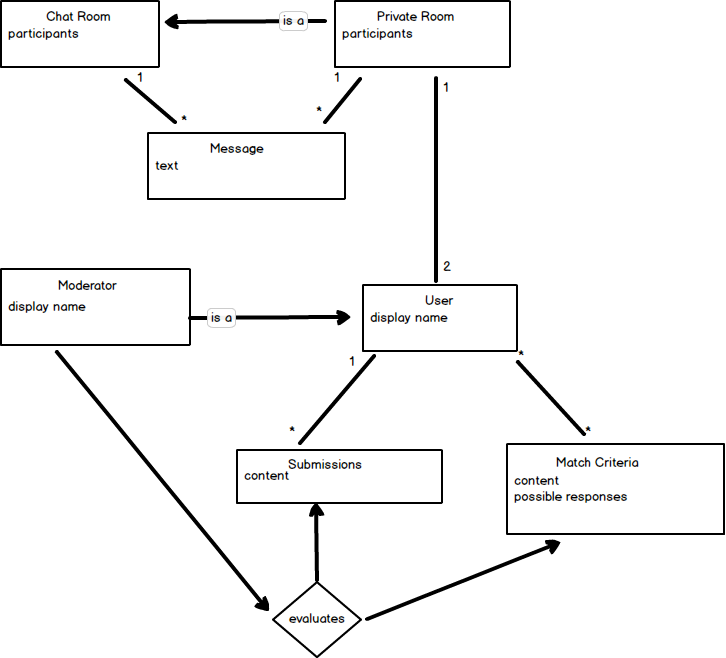 Chat Room
participants
is a
Private Room
participants
1
*
1
*
1
Message
text
2
Moderator
display name
is a
User
display name
1
*
*
*
Submissions
content
Match Criteria
content
possible responses
evaluates